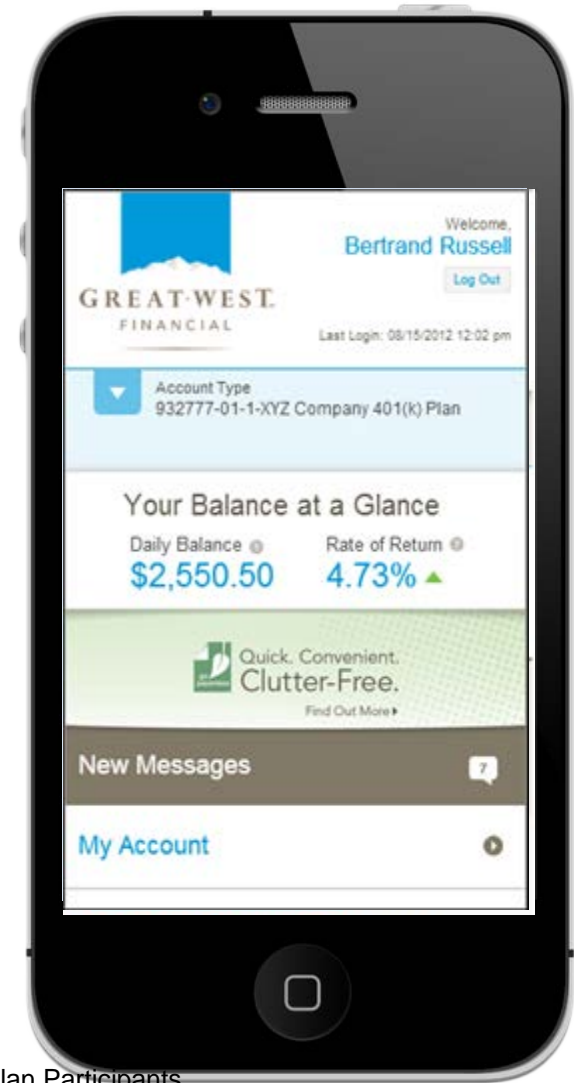 Welcome,
Bertrand Russell
Log Out
GREAT-WEST
FINANCIAL
Last Login: 08/15/2012 12:02 pm
Account Type
932777-01-1-XYZ Company 401(k) Plan
Your Balance at a Glance
Daily Balance ?
Rate of Return ?
$2,550.50
4.73%
Quick. Convenient.
Clutter-Free.
Find Out More
New Messages
7
My Account
lan Participants